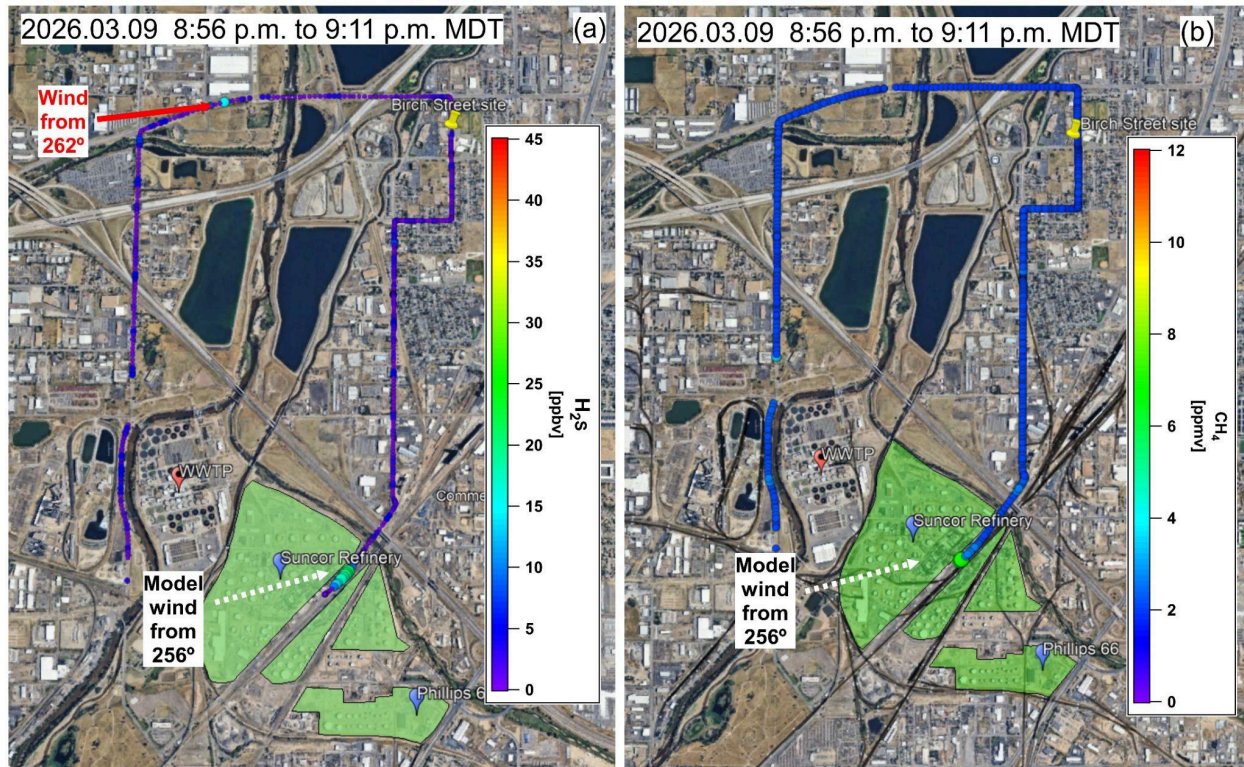 2026.03.09 8:56 p.m. to 9:11 p.m. MDT
(a)
Wind
from
262º
Birch Street site
45
40
35
30
25
20
15
10
5
0
H₂S
[ppbv]
WWTP
Comme
Suncor Refinery
Model
wind
from
256º
Phillips 6
2026.03.09 8:56 p.m. to 9:11 p.m. MDT
(b)
Birch Street site
12
10
8
6
4
2
0
CH₄
[ppmv]
WWTP
Suncor Refinery
Model
wind
from
256º
Phillips 66